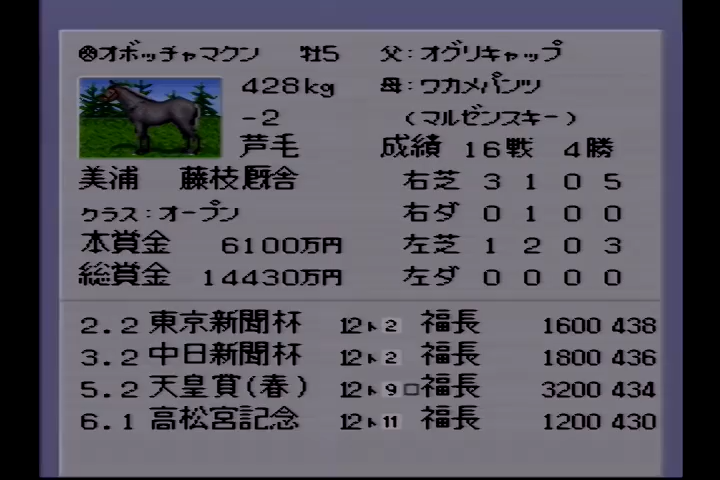 オボッチャマクン 牡5 父:オグリキャップ
428kg 母:ワカメパンツ
-2 (マルゼンスキー)
芦毛 成績 16戦 4勝
美浦 藤枝厩舎 右芝 3 1 0 5
クラス:オープン 右ダ 0 1 0 0
本賞金 6100万円 左芝 1 2 0 3
総賞金 14430万円 左ダ 0 0 0 0
2.2 東京新聞杯 12ト 2 福長 1600 438
3.2 中日新聞杯 12ト 2 福長 1800 436
5.2 天皇賞(春) 12ト 9 □福長 3200 434
6.1 高松宮記念 12ト 11 福長 1200 430